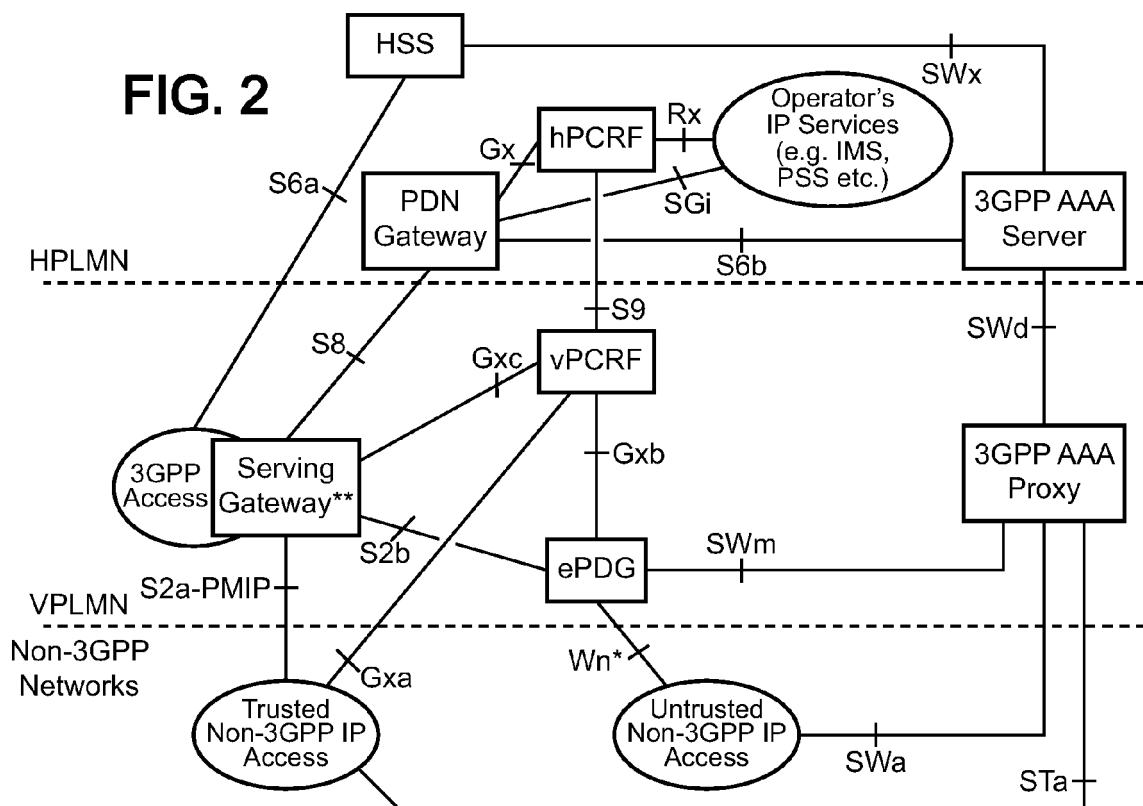 HSS
SWx
FIG. 2
Operator's
IP Services
(e.g. IMS,
PSS etc.)
Rx
hPCRF
Gx
S6a
SGi
PDN
Gateway
3GPP AAA
Server
S6b
HPLMN
S9
SWd
S8
Gxc
vPCRF
Gxb
3GPP
Access
Serving
Gateway**
3GPP AAA
Proxy
S2b
SWm
ePDG
S2a-PMIP
VPLMN
Non-3GPP
Networks
Wn*
Gxa
Trusted
Non-3GPP IP
Access
Untrusted
Non-3GPP IP
Access
SWa
STa